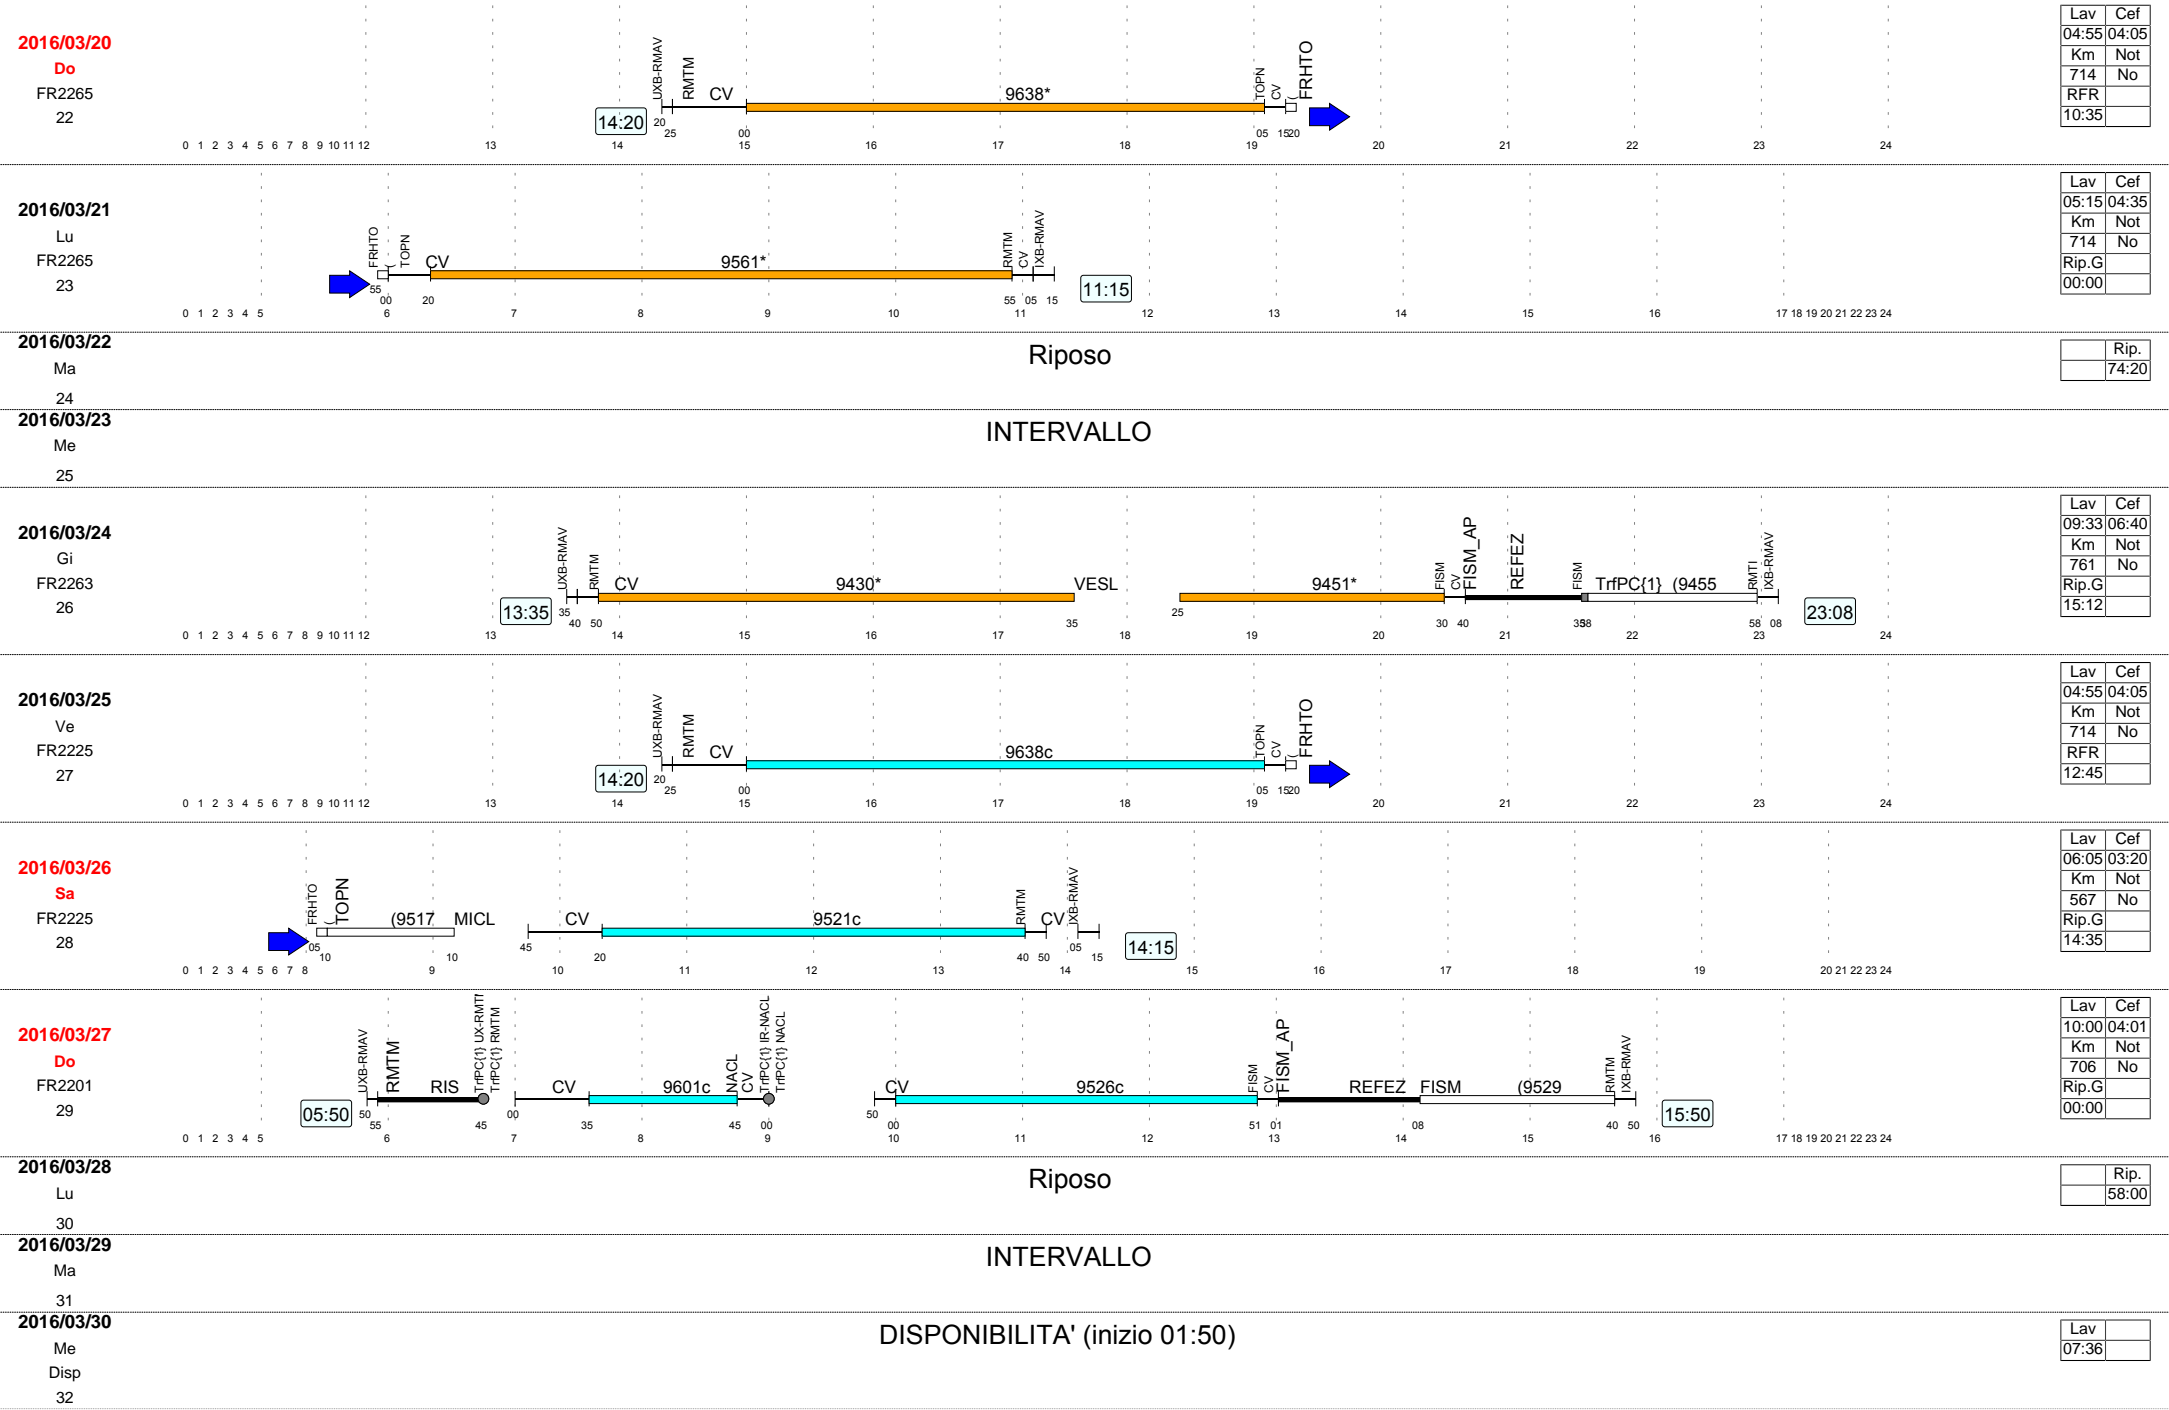 2016/03/20
Do
FR2265
22
14:20
UXB-RMAV
RMTM
CV
9638*
TOPN
CV
(
FRHTO
20 25 00 05 15 20
0 1 2 3 4 5 6 7 8 9 10 11 12 13 14 15 16 17 18 19 20 21 22 23 24
Lav Cef
04:55 04:05
Km Not
714 No
RFR
10:35
2016/03/21
Lu
FR2265
23
FRHTO
(
TOPN
CV
9561*
RMTM
CV
IXB-RMAV
11:15
55 00 20 55 05 15
0 1 2 3 4 5 6 7 8 9 10 11 12 13 14 15 16 17 18 19 20 21 22 23 24
Lav Cef
05:15 04:35
Km Not
714 No
Rip.G
00:00
2016/03/22
Ma
24
Riposo
Rip.
74:20
2016/03/23
Me
25
INTERVALLO
2016/03/24
Gi
FR2263
26
13:35
UXB-RMAV
RMTM
CV
9430*
VESL
9451*
FISM
CV
FISM_AP
REFEZ
FISM
TrfPC{1} (9455
RMTI
IXB-RMAV
23:08
35 40 50 35 25 30 40 35 38 58 08
13 14 15 16 17 18 19 20 21 22 23 24
0 1 2 3 4 5 6 7 8 9 10 11 12
Lav Cef
09:33 06:40
Km Not
761 No
Rip.G
15:12
2016/03/25
Ve
FR2225
27
14:20
UXB-RMAV
RMTM
CV
9638c
TOPN
CV
(
FRHTO
20 25 00 05 15 20
0 1 2 3 4 5 6 7 8 9 10 11 12 13 14 15 16 17 18 19 20 21 22 23 24
Lav Cef
04:55 04:05
Km Not
714 No
RFR
12:45
2016/03/26
Sa
FR2225
28
FRHTO
(
TOPN
(9517 MICL
CV
9521c
RMTM
CV
IXB-RMAV
14:15
05 10 10 45 20 40 50 05 15
0 1 2 3 4 5 6 7 8 9 10 11 12 13 14 15 16 17 18 19 20 21 22 23 24
Lav Cef
06:05 03:20
Km Not
567 No
Rip.G
14:35
2016/03/27
Do
FR2201
29
05:50
UXB-RMAV
RMTM
RIS
TrfPC{1} UX-RMT
TrfPC{1} RMTM
CV
9601c
NACL
CV
TrfPC{1} IR-NACL
TrfPC{1} NACL
CV
9526c
FISM
CV
FISM_AP
REFEZ FISM
(9529
RMTM
IXB-RMAV
15:50
50 55 45 00 35 45 00 50 00 51 01 08 40 50
0 1 2 3 4 5 6 7 8 9 10 11 12 13 14 15 16 17 18 19 20 21 22 23 24
Lav Cef
10:00 04:01
Km Not
706 No
Rip.G
00:00
2016/03/28
Lu
30
Riposo
Rip.
58:00
2016/03/29
Ma
31
INTERVALLO
2016/03/30
Me
Disp
32
DISPONIBILITA' (inizio 01:50)
Lav
07:36